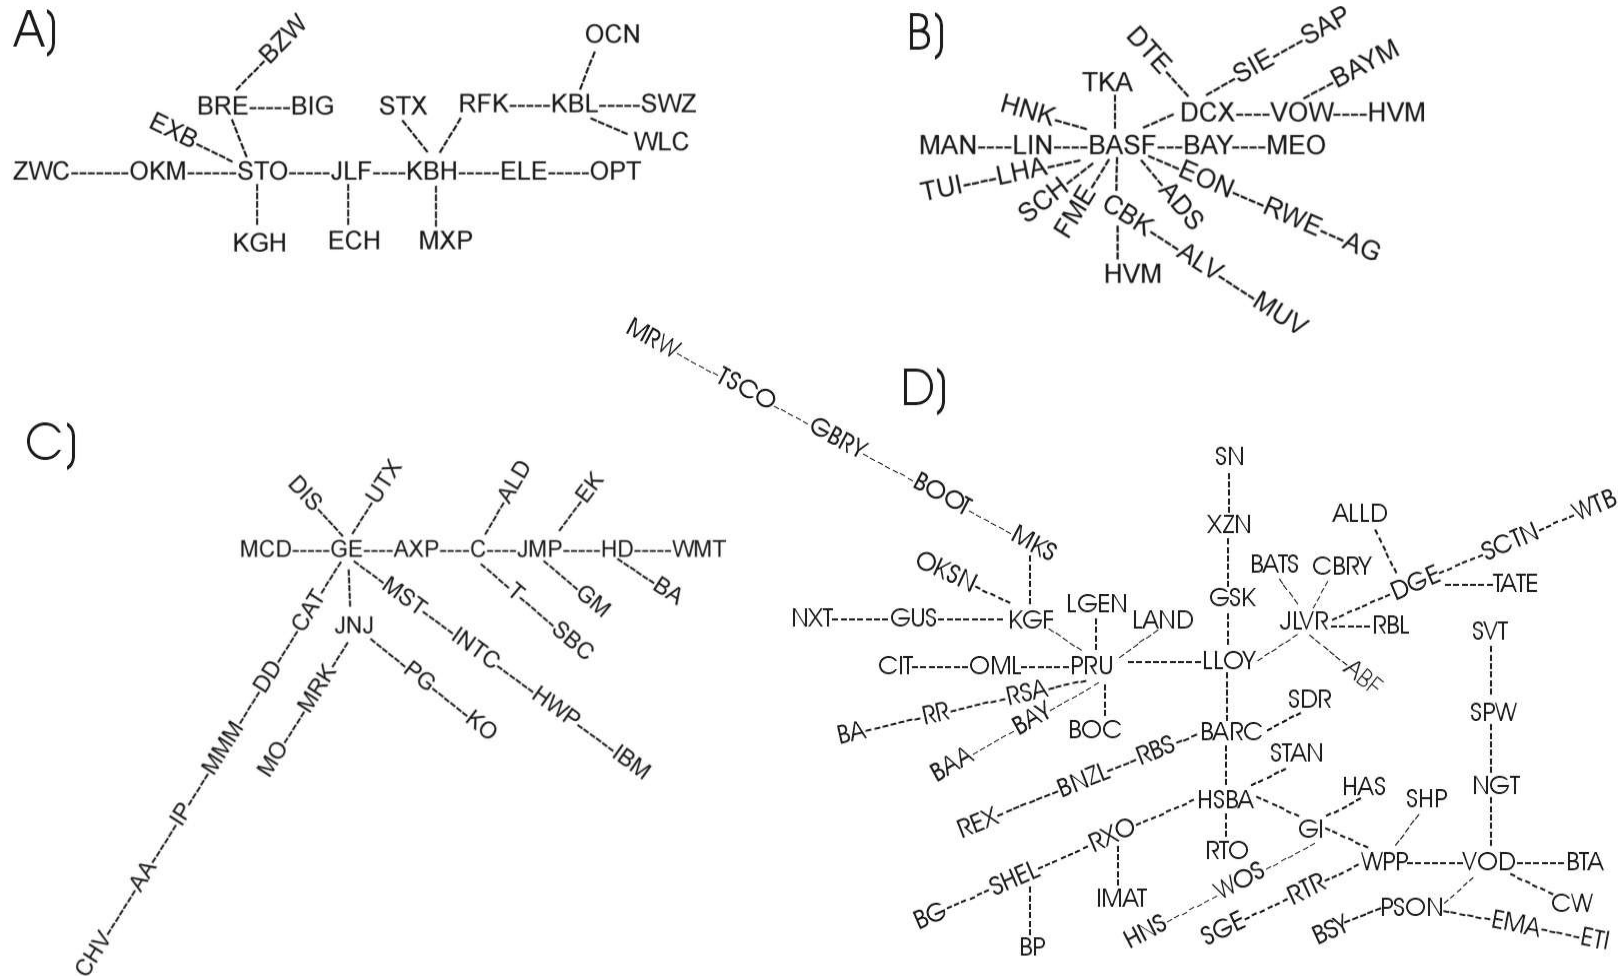 A)
BZW
OCN
BRE BIG STX RFK KBL SWZ
EXB
WLC
ZWC OKM STO JLF KBH ELE OPT
KGH ECH MXP
B)
SAP
DTE
SIE
BAYM
TKA
HNK
DCX VOW HVM
MAN LIN BASF BAY MEO
TUI LHA
EON
SCH
FME
CBK
ADS
RWE
AG
HVM
ALV
MUV
C)
DIS
UTX
ALD
EK
MCD GE AXP C JMP HD WMT
BA
CAT
MST
T
GM
JNJ
SBC
INTC
DD
MRK
PG
HWP
KO
MMM
MO
IBM
IP
AA
CHV
D)
MRW
TSCO
GBRY
BOOT
MKS
SN
XZN
ALLD
SCTN
WTB
OKSN
BATS
CBRY
DGE
TATE
NXT GUS KGF
LGEN
LAND
GSK
JLVR RBL
SVT
CIT OML PRU LLOY
ABF
BA RR RSA
BAY
BAA
BOC
SDR
SPW
BARC
REX BNZL RBS
STAN
HSBA
HAS
SHP
NGT
RXO
GI
RTO
SHEL
WPP VOD BTA
BG
IMAT
WOS
HNS
RTR
SGE
PSON
BSY
CW
EMA
ETI
BP